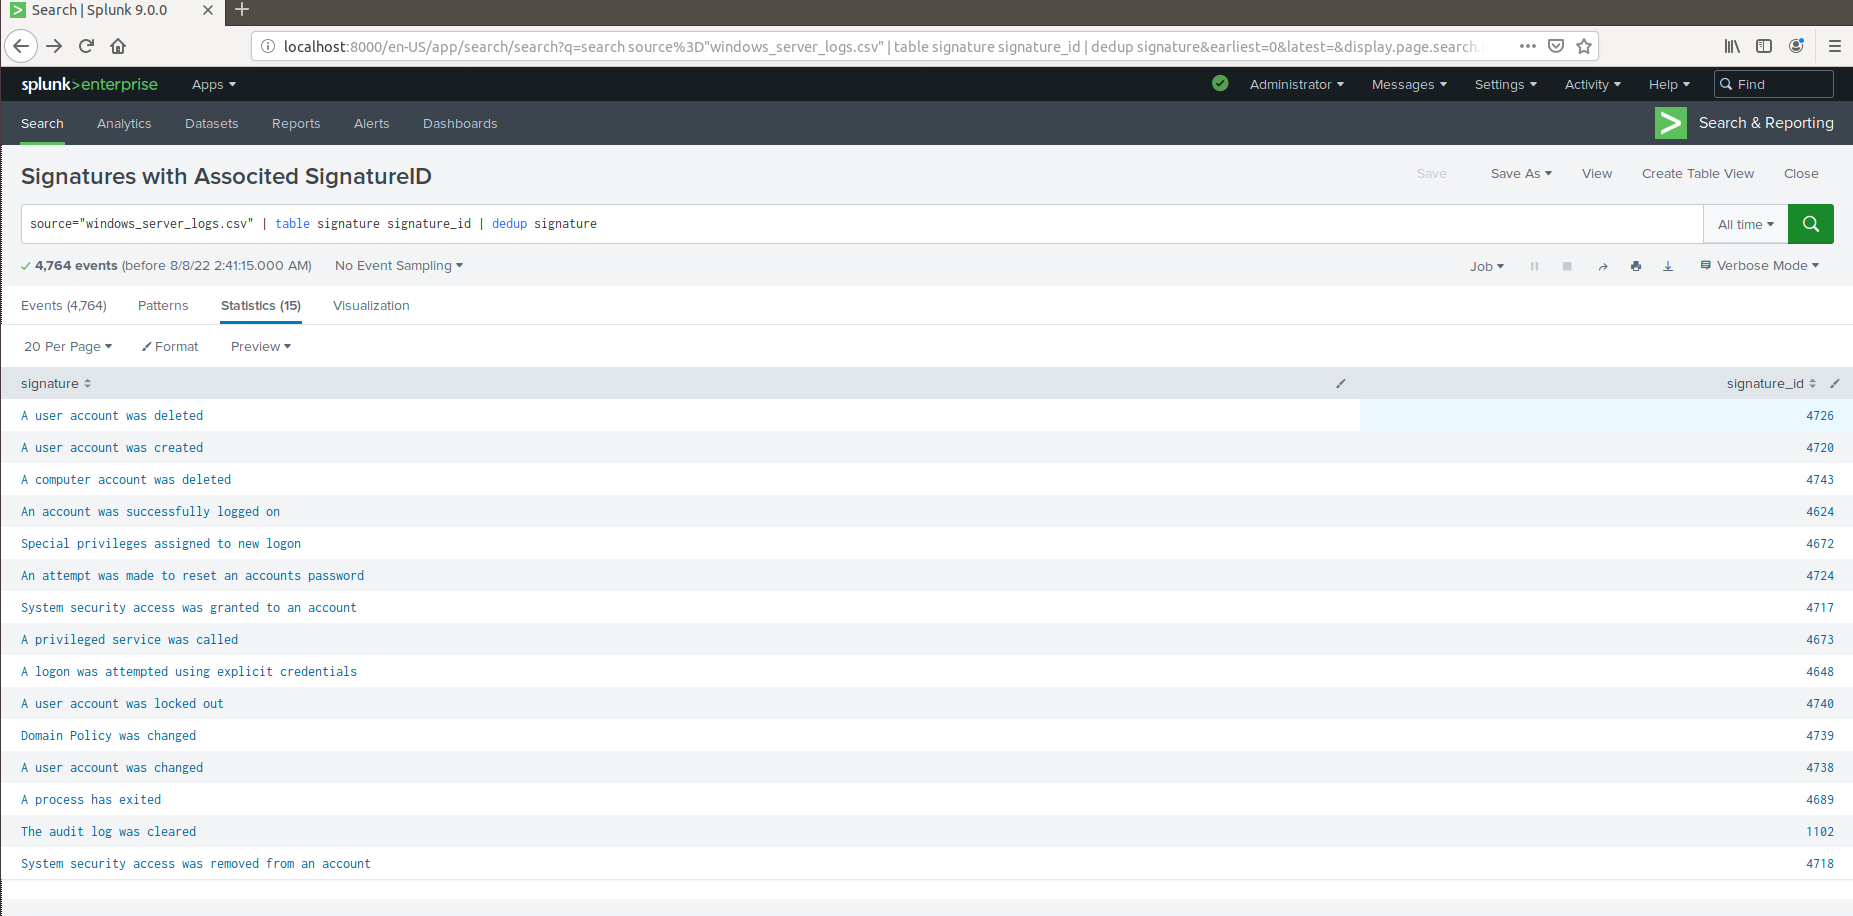 Search | Splunk 9.0.0
localhost:8000/en-US/app/search/search?q=search source%3D"windows_server_logs.csv" | table signature signature_id | dedup signature&earliest=0&latest=&display.page.search.
splunk>enterprise Apps Administrator Messages Settings Activity Help Find
Search Analytics Datasets Reports Alerts Dashboards Search & Reporting
Signatures with Associted SignatureID Save Save As View Create Table View Close
source="windows_server_logs.csv" | table signature signature_id | dedup signature All time
4,764 events (before 8/8/22 2:41:15.000 AM) No Event Sampling Job Verbose Mode
Events (4,764) Patterns Statistics (15) Visualization
20 Per Page Format Preview
signature signature_id
A user account was deleted 4726
A user account was created 4720
A computer account was deleted 4743
An account was successfully logged on 4624
Special privileges assigned to new logon 4672
An attempt was made to reset an accounts password 4724
System security access was granted to an account 4717
A privileged service was called 4673
A logon was attempted using explicit credentials 4648
A user account was locked out 4740
Domain Policy was changed 4739
A user account was changed 4738
A process has exited 4689
The audit log was cleared 1102
System security access was removed from an account 4718